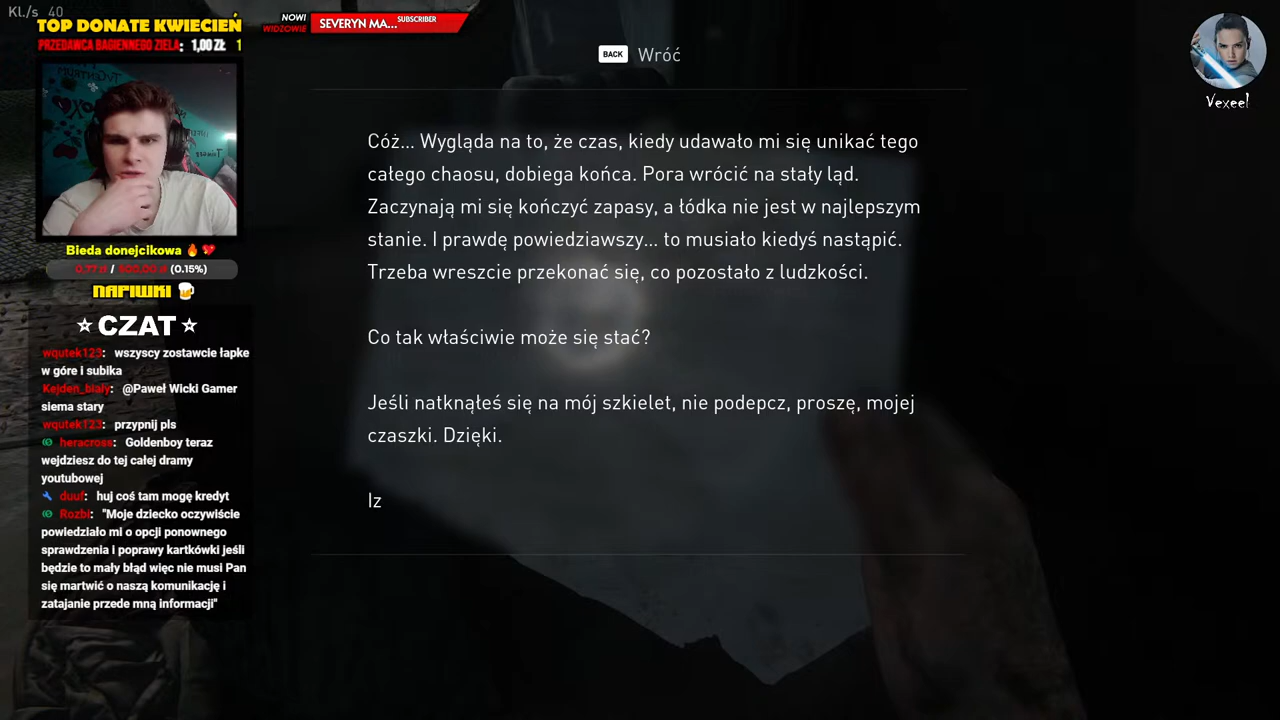 Kl./s 40
TOP DONATE KWIECIEŃ
PRZEDAWCA BAGIENNEGO ZIELA: 1,00 ZŁ 1
NOWI
WIDZOWIE
SEVERYN MA... SUBSCRIBER
BACK Wróć
Vexeel
Cóż... Wygląda na to, że czas, kiedy udawało mi się unikać tego
całego chaosu, dobiega końca. Pora wrócić na stały ląd.
Zaczynają mi się kończyć zapasy, a łódka nie jest w najlepszym
stanie. I prawdę powiedziawszy... to musiało kiedyś nastąpić.
Trzeba wreszcie przekonać się, co pozostało z ludzkości.
Co tak właściwie może się stać?
Jeśli natknąłeś się na mój szkielet, nie podepcz, proszę, mojej
czaszki. Dzięki.
Iz
Bieda donejcikowa
0,77 zł / 500,00 zł (0.15%)
NAPIWKI
CZAT
wqutek123: wszyscy zostawcie łapke
w góre i subika
Kejden_bialy: @Paweł Wicki Gamer
siema stary
wqutek123: przypnij pls
heracross: Goldenboy teraz
wejdziesz do tej całej dramy
youtubowej
duuf: huj coś tam mogę kredyt
Rozbi: "Moje dziecko oczywiście
powiedziało mi o opcji ponownego
sprawdzenia i poprawy kartkówki jeśli
będzie to mały błąd więc nie musi Pan
się martwić o naszą komunikację i
zatajanie przede mną informacji"